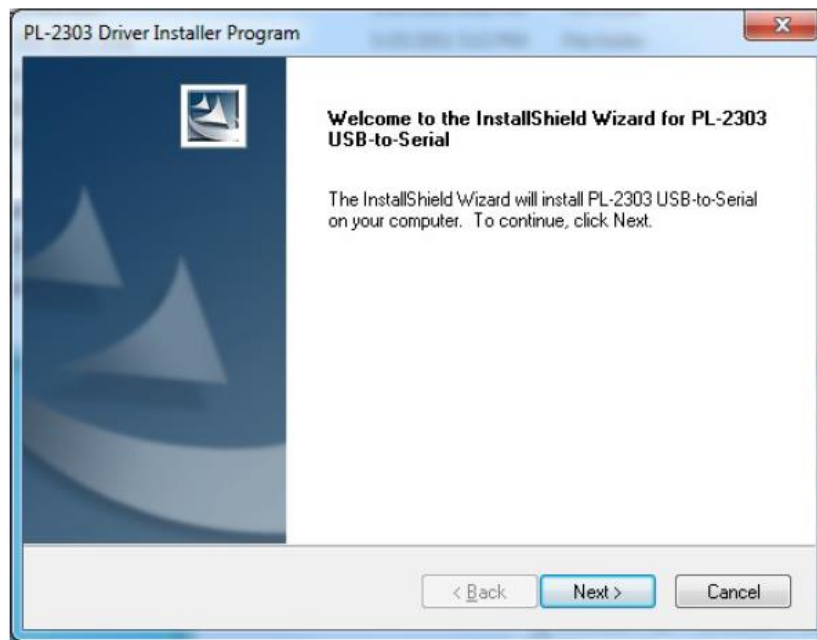 PL-2303 Driver Installer Program
Welcome to the InstallShield Wizard for PL-2303
USB-to-Serial
The InstallShield Wizard will install PL-2303 USB-to-Serial
on your computer. To continue, click Next.
< Back
Next >
Cancel